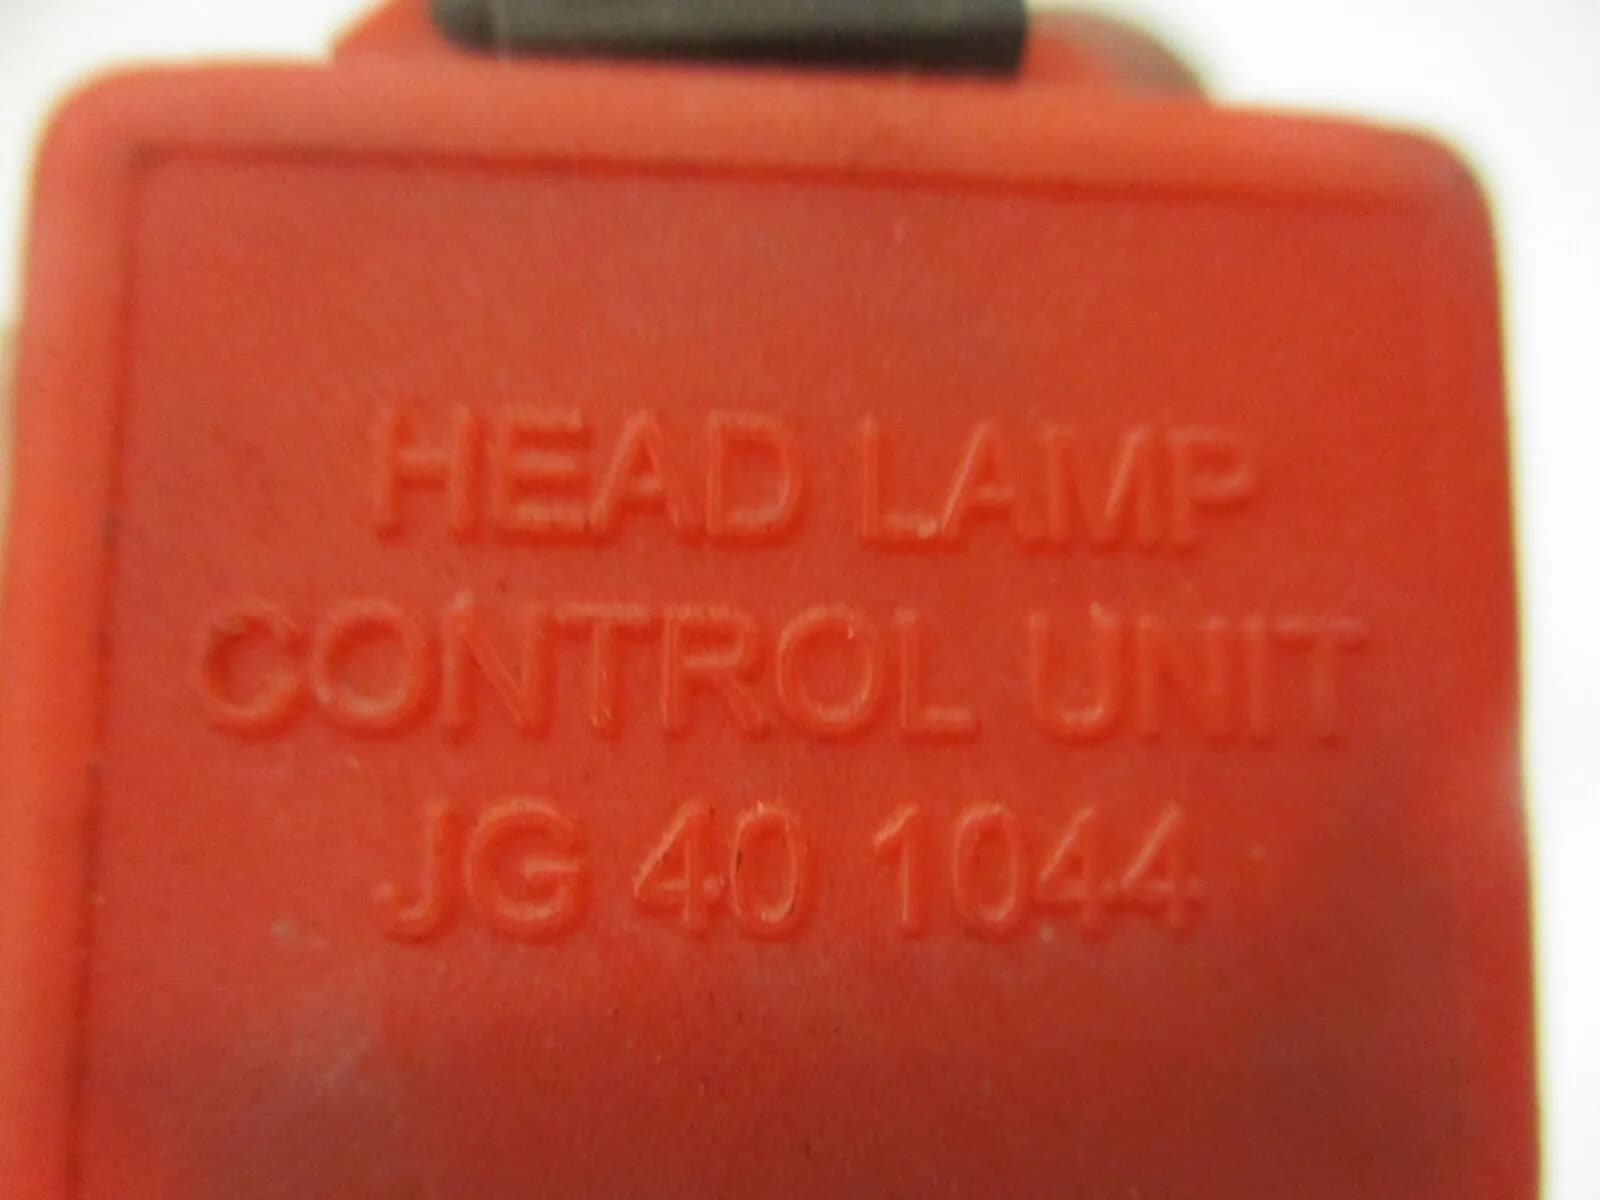 HEAD LAMP
CONTROL UNIT
JG 40 1044